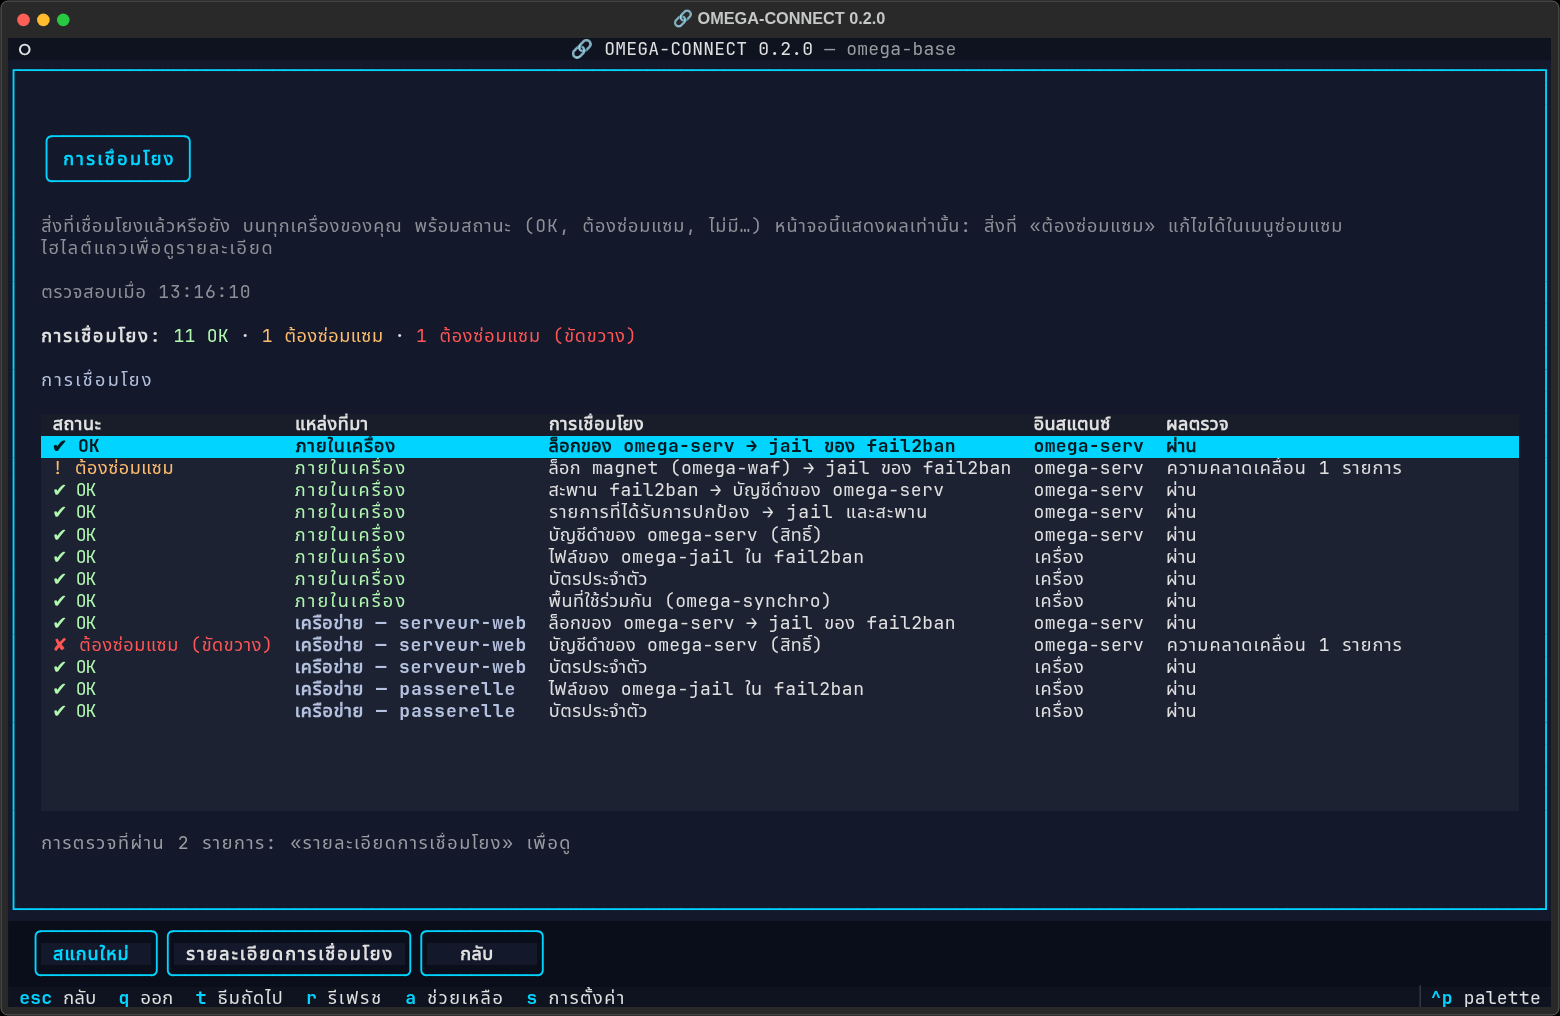 🔗 OMEGA-CONNECT 0.2.0
🔗 OMEGA-CONNECT 0.2.0 — omega-base
การเชื่อมโยง
สิ่งที่เชื่อมโยงแล้วหรือยัง บนทุกเครื่องของคุณ พร้อมสถานะ (OK, ต้องซ่อมแซม, ไม่มี…) หน้าจอนี้แสดงผลเท่านั้น: สิ่งที่ «ต้องซ่อมแซม» แก้ไขได้ในเมนูซ่อมแซม
ไฮไลต์แถวเพื่อดูรายละเอียด
ตรวจสอบเมื่อ 13:16:10
การเชื่อมโยง: 11 OK · 1 ต้องซ่อมแซม · 1 ต้องซ่อมแซม (ขัดขวาง)
การเชื่อมโยง
สถานะ แหล่งที่มา การเชื่อมโยง อินสแตนซ์ ผลตรวจ
✔ OK ภายในเครื่อง ล็อกของ omega-serv → jail ของ fail2ban omega-serv ผ่าน
! ต้องซ่อมแซม ภายในเครื่อง ล็อก magnet (omega-waf) → jail ของ fail2ban omega-serv ความคลาดเคลื่อน 1 รายการ
✔ OK ภายในเครื่อง สะพาน fail2ban → บัญชีดำของ omega-serv omega-serv ผ่าน
✔ OK ภายในเครื่อง รายการที่ได้รับการปกป้อง → jail และสะพาน omega-serv ผ่าน
✔ OK ภายในเครื่อง บัญชีดำของ omega-serv (สิทธิ์) omega-serv ผ่าน
✔ OK ภายในเครื่อง ไฟล์ของ omega-jail ใน fail2ban เครื่อง ผ่าน
✔ OK ภายในเครื่อง บัตรประจำตัว เครื่อง ผ่าน
✔ OK ภายในเครื่อง พื้นที่ใช้ร่วมกัน (omega-synchro) เครื่อง ผ่าน
✔ OK เครือข่าย — serveur-web ล็อกของ omega-serv → jail ของ fail2ban omega-serv ผ่าน
✘ ต้องซ่อมแซม (ขัดขวาง) เครือข่าย — serveur-web บัญชีดำของ omega-serv (สิทธิ์) omega-serv ความคลาดเคลื่อน 1 รายการ
✔ OK เครือข่าย — serveur-web บัตรประจำตัว เครื่อง ผ่าน
✔ OK เครือข่าย — passerelle ไฟล์ของ omega-jail ใน fail2ban เครื่อง ผ่าน
✔ OK เครือข่าย — passerelle บัตรประจำตัว เครื่อง ผ่าน
การตรวจที่ผ่าน 2 รายการ: «รายละเอียดการเชื่อมโยง» เพื่อดู
สแกนใหม่ รายละเอียดการเชื่อมโยง กลับ
esc กลับ q ออก t ธีมถัดไป r รีเฟรช a ช่วยเหลือ s การตั้งค่า ^p palette